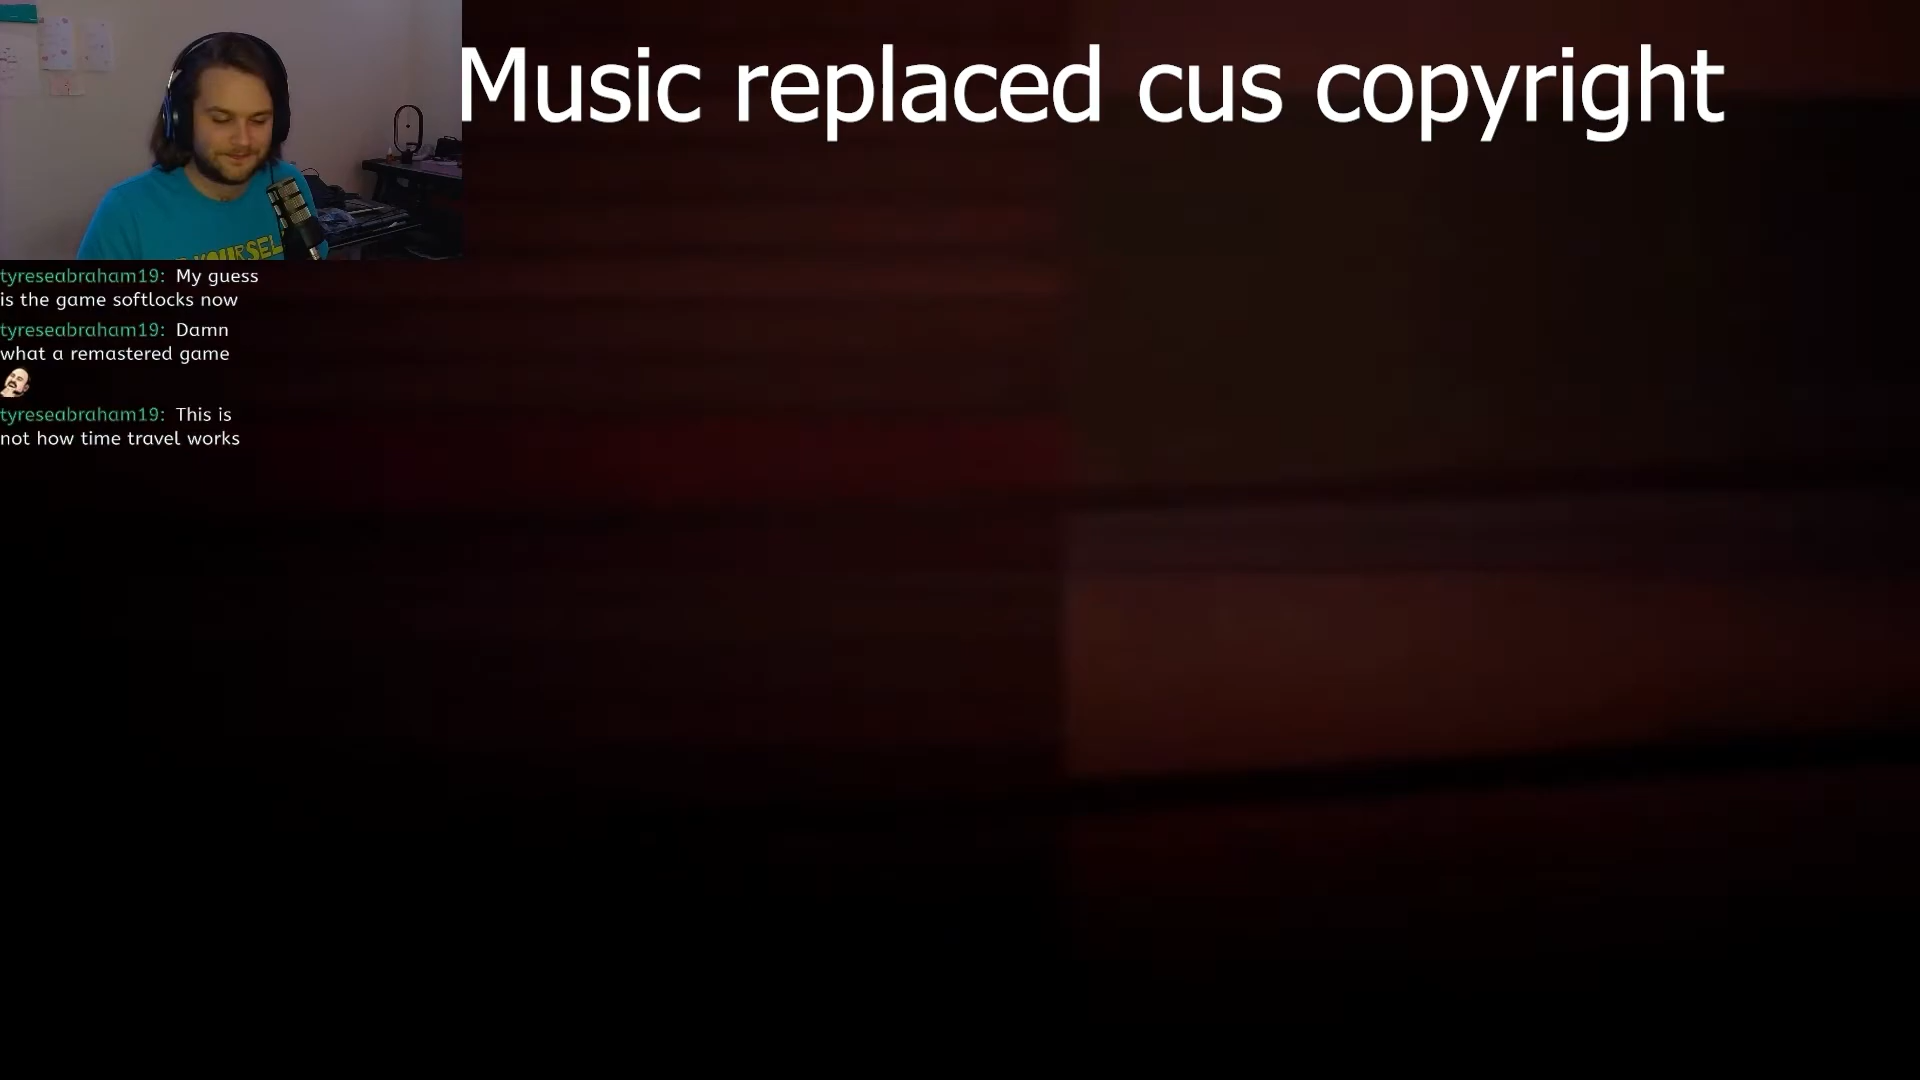 Music replaced cus copyright
YOURSEL
tyreseabraham19: My guess
is the game softlocks now
tyreseabraham19: Damn
what a remastered game
tyreseabraham19: This is
not how time travel works